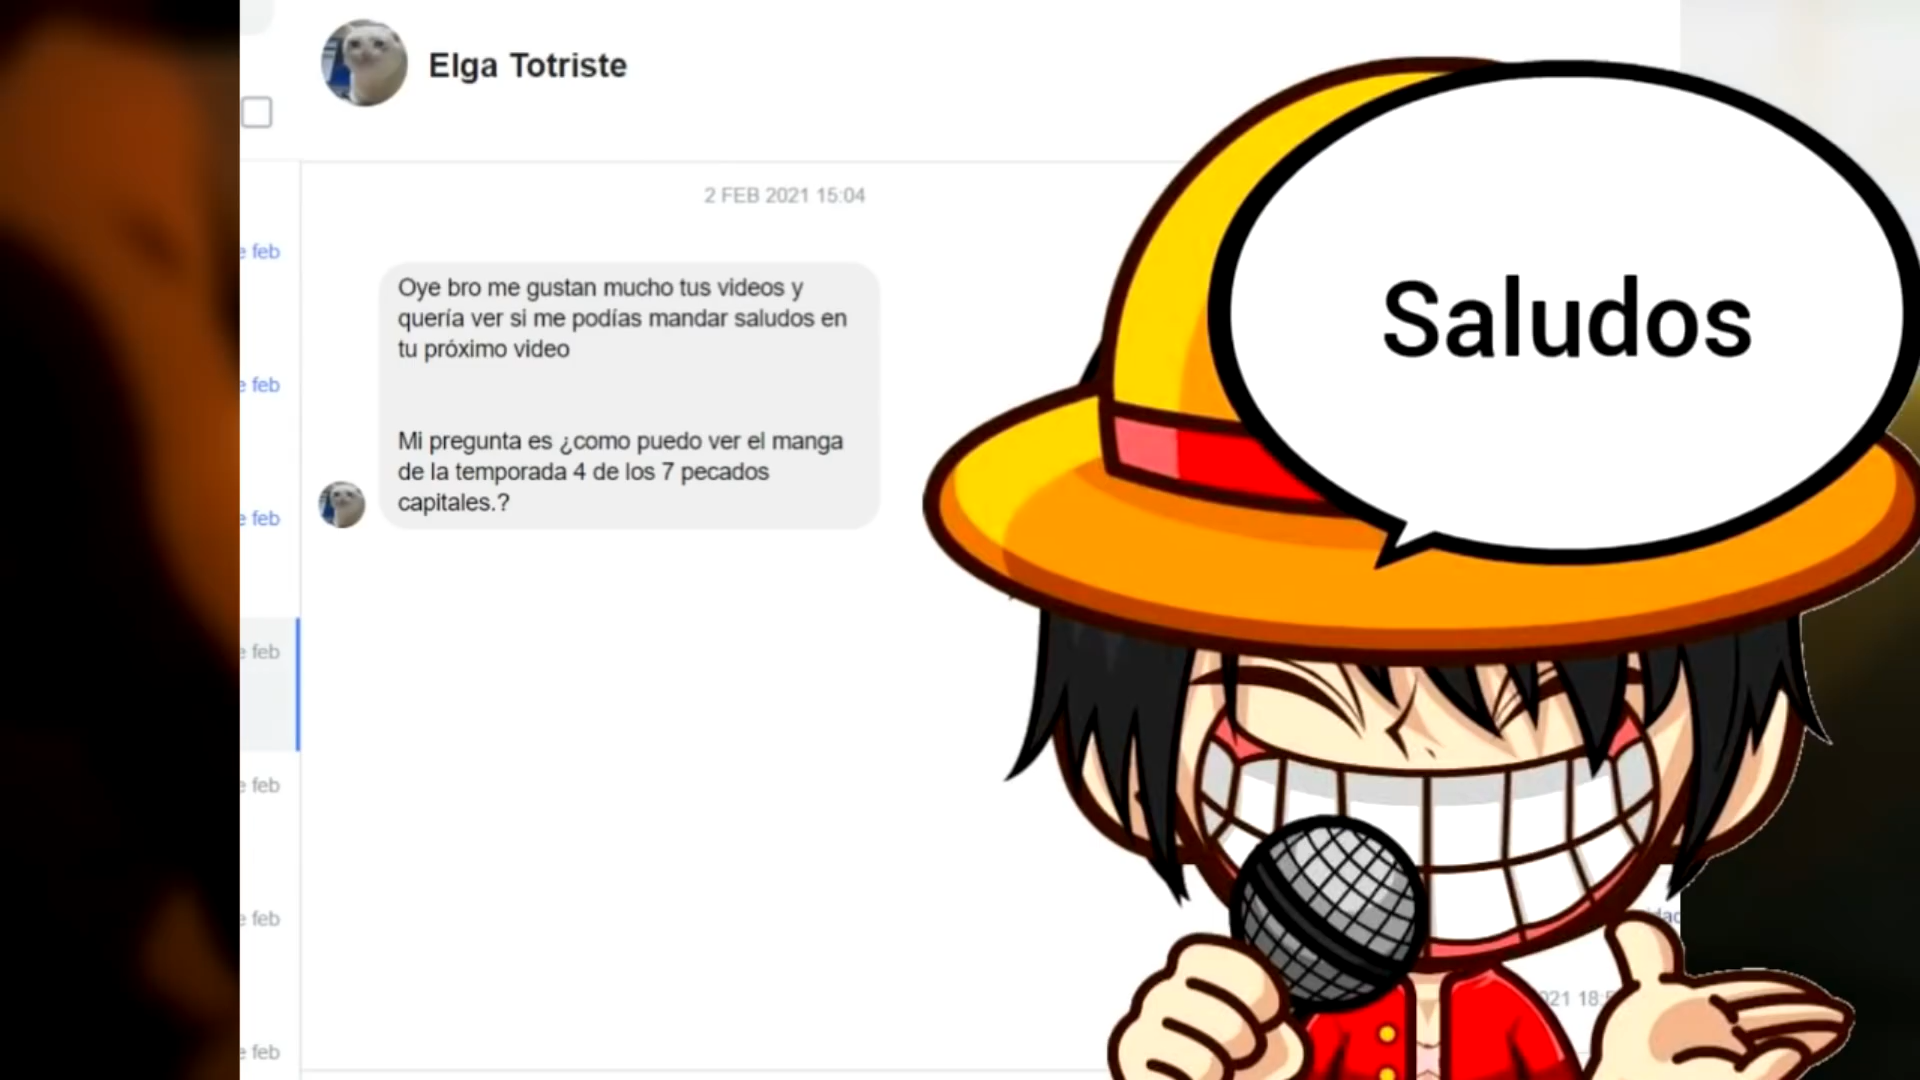 Elga Totriste
2 FEB 2021 15:04
e feb
Oye bro me gustan mucho tus videos y
quería ver si me podías mandar saludos en
tu próximo video
e feb
Mi pregunta es ¿como puedo ver el manga
de la temporada 4 de los 7 pecados
capitales.?
e feb
e feb
e feb
e feb
e feb
Saludos